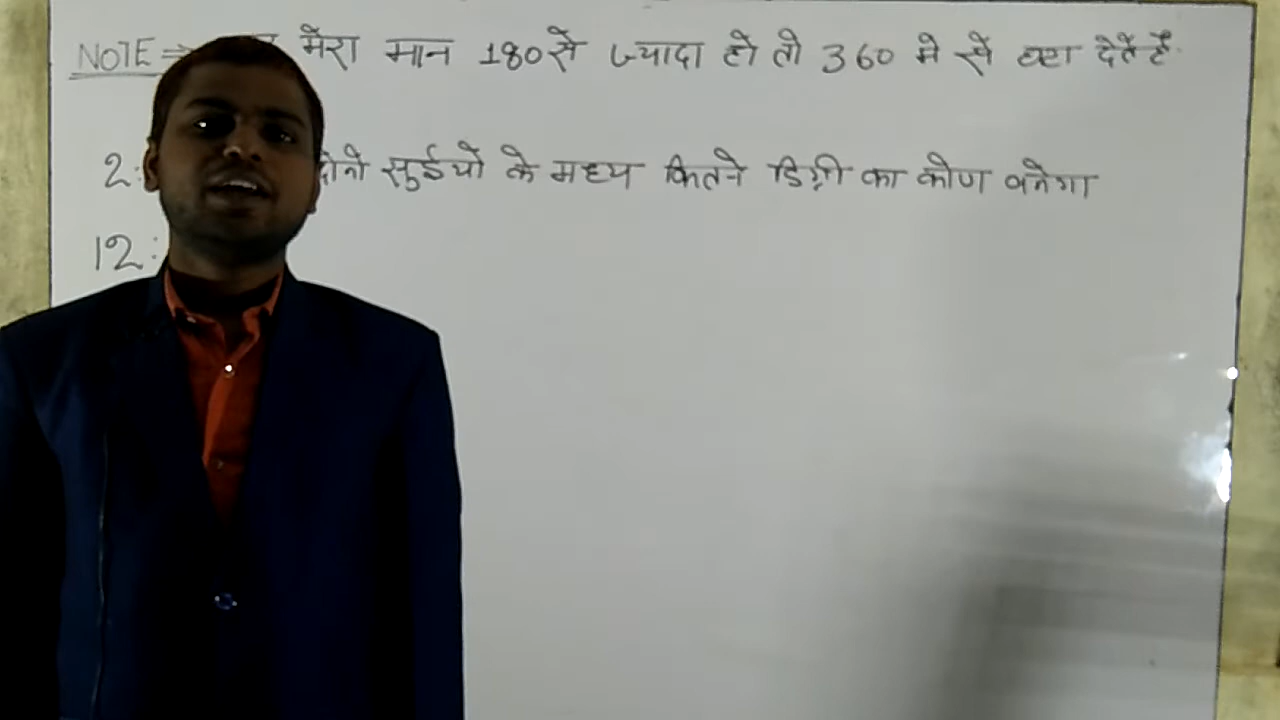 NOTE ⇒ मेरा मान 180 से ज्यादा हो तो 360 मे से घटा देते है
2: दोनो सुईयो के मध्य कितने डिग्री का कोण बनेगा
12: